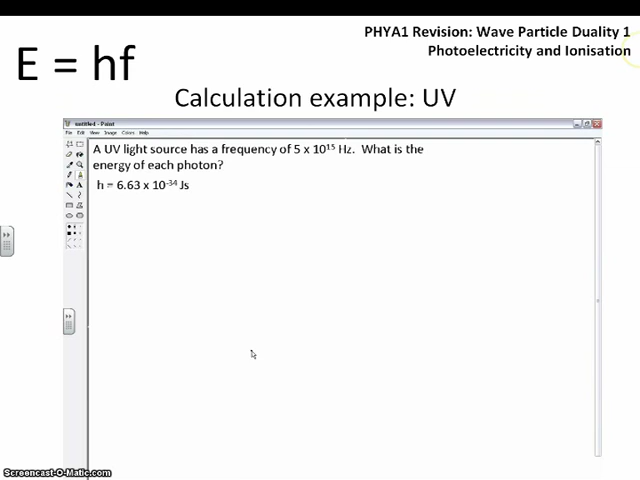 PHYA1 Revision: Wave Particle Duality 1
Photoelectricity and Ionisation
E = hf
Calculation example: UV
untitled - Paint
File Edit View Image Colors Help
A UV light source has a frequency of 5 x 10¹⁵ Hz. What is the
energy of each photon?
h = 6.63 x 10⁻³⁴ Js
Screencast-O-Matic.com